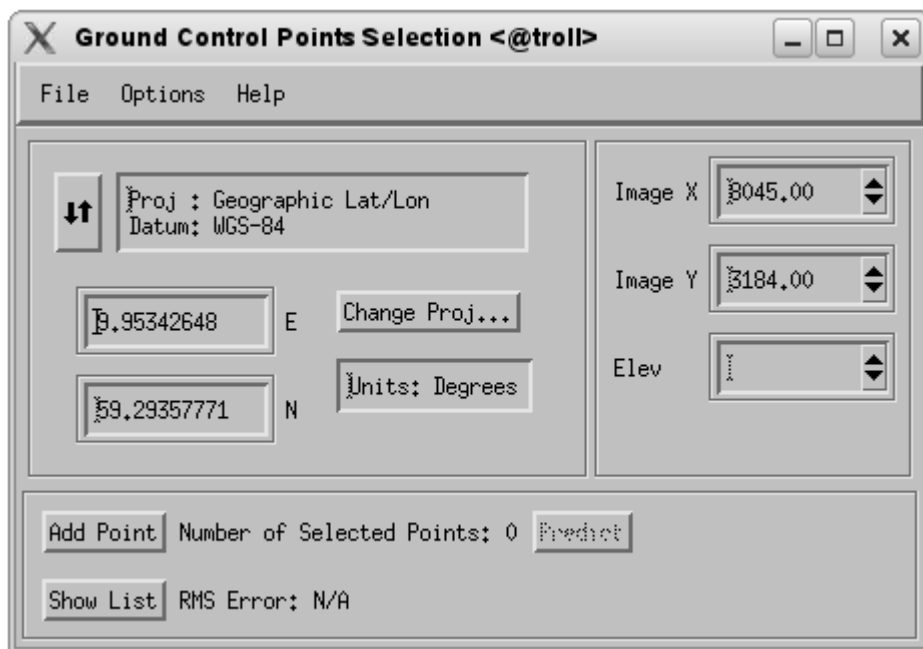 Ground Control Points Selection <@troll>
File Options Help
Proj : Geographic Lat/Lon
Datum: WGS-84
9.95342648 E
Change Proj...
59.29357771 N
Units: Degrees
Image X 8045.00
Image Y 3184.00
Elev
Add Point Number of Selected Points: 0 Predict
Show List RMS Error: N/A